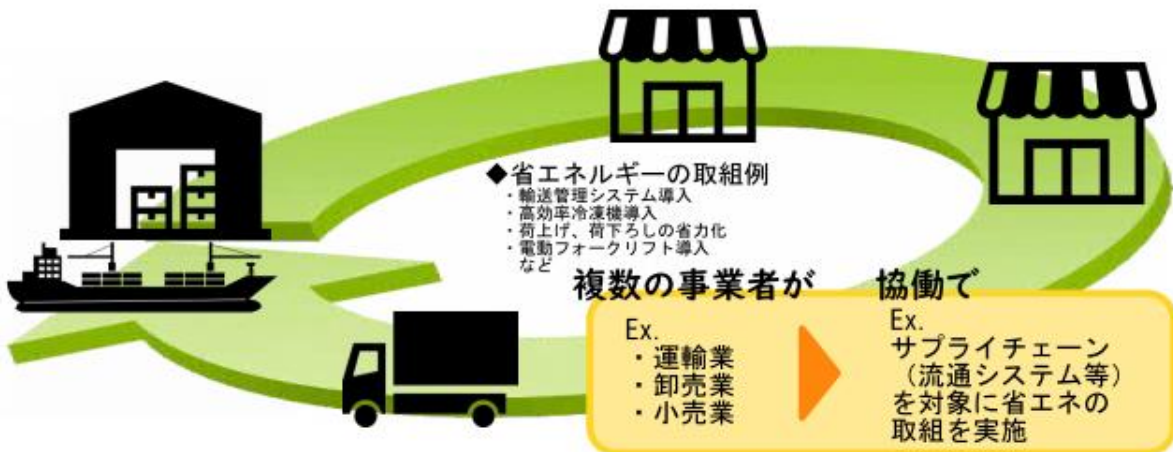 ◆省エネルギーの取組例
・輸送管理システム導入
・高効率冷凍機導入
・荷上げ、荷下ろしの省力化
・電動フォークリフト導入
など
複数の事業者が
協働で
Ex.
・運輸業
・卸売業
・小売業
Ex.
サプライチェーン
（流通システム等）
を対象に省エネの
取組を実施